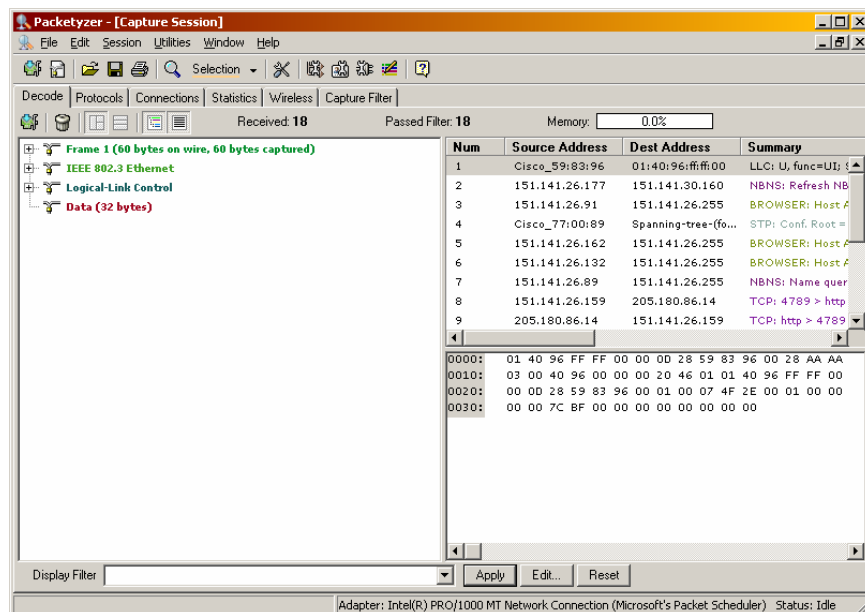 Packetyzer - [Capture Session]
File Edit Session Utilities Window Help
Selection
Decode Protocols Connections Statistics Wireless Capture Filter
Received: 18 Passed Filter: 18 Memory: 0.0%
Frame 1 (60 bytes on wire, 60 bytes captured)
IEEE 802.3 Ethernet
Logical-Link Control
Data (32 bytes)
Num Source Address Dest Address Summary
1 Cisco_59:83:96 01:40:96:ff:ff:00 LLC: U, func=UI;
2 151.141.26.177 151.141.30.160 NBNS: Refresh NB
3 151.141.26.91 151.141.26.255 BROWSER: Host A
4 Cisco_77:00:89 Spanning-tree-(fo... STP: Conf. Root =
5 151.141.26.162 151.141.26.255 BROWSER: Host A
6 151.141.26.132 151.141.26.255 BROWSER: Host A
7 151.141.26.89 151.141.26.255 NBNS: Name quer
8 151.141.26.159 205.180.86.14 TCP: 4789 > http
9 205.180.86.14 151.141.26.159 TCP: http > 4789
0000: 01 40 96 FF FF 00 00 0D 28 59 83 96 00 28 AA AA
0010: 03 00 40 96 00 00 00 20 46 01 01 40 96 FF FF 00
0020: 00 0D 28 59 83 96 00 01 00 07 4F 2E 00 01 00 00
0030: 00 00 7C BF 00 00 00 00 00 00 00 00
Display Filter Apply Edit... Reset
Adapter: Intel(R) PRO/1000 MT Network Connection (Microsoft's Packet Scheduler) Status: Idle